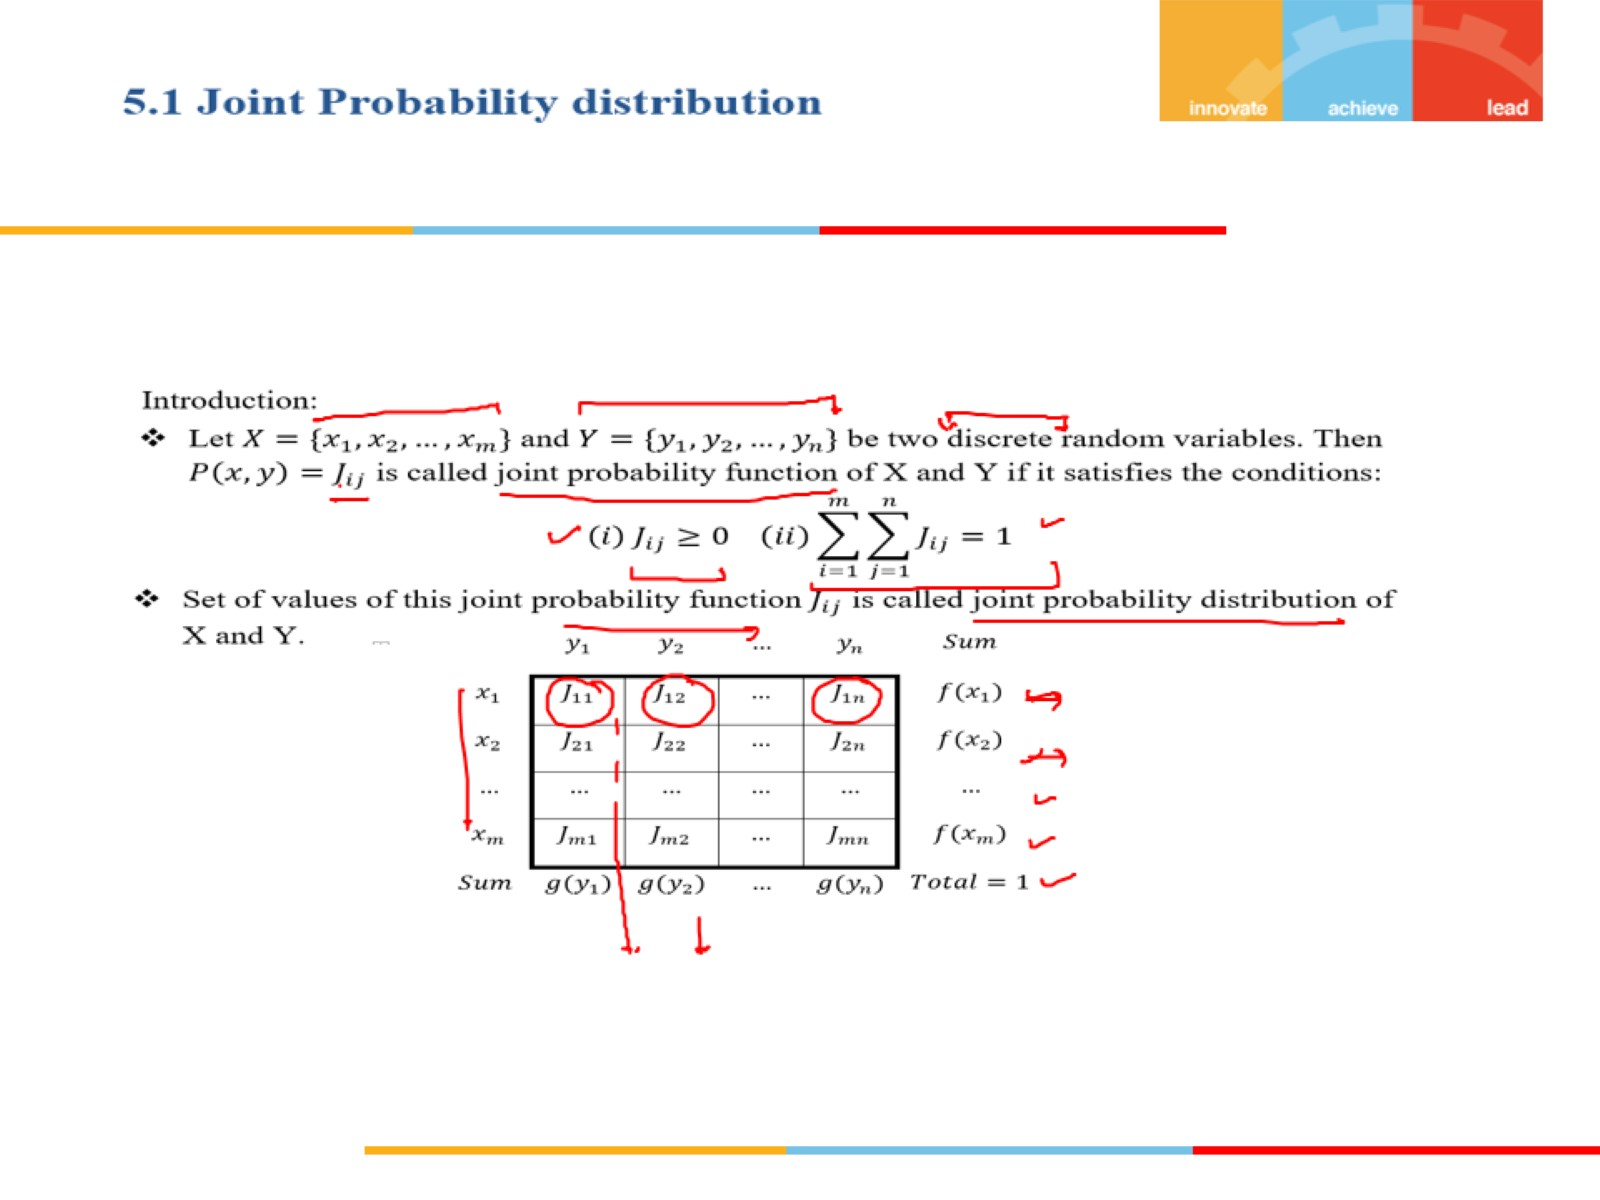 5.1 Joint Probability distribution
innovate achieve lead
Introduction:
❖ Let X = {x₁, x₂, ... , xₘ} and Y = {y₁, y₂, ... , yₙ} be two discrete random variables. Then
P(x, y) = Jᵢⱼ is called joint probability function of X and Y if it satisfies the conditions:
(i) Jᵢⱼ ≥ 0 (ii) ∑_{i=1}^{m} ∑_{j=1}^{n} Jᵢⱼ = 1
❖ Set of values of this joint probability function Jᵢⱼ is called joint probability distribution of
X and Y.
y₁ y₂ ... yₙ Sum
x₁ J₁₁ J₁₂ ... J₁ₙ f(x₁)
x₂ J₂₁ J₂₂ ... J₂ₙ f(x₂)
... ... ... ... ... ...
xₘ Jₘ₁ Jₘ₂ ... Jₘₙ f(xₘ)
Sum g(y₁) g(y₂) ... g(yₙ) Total = 1